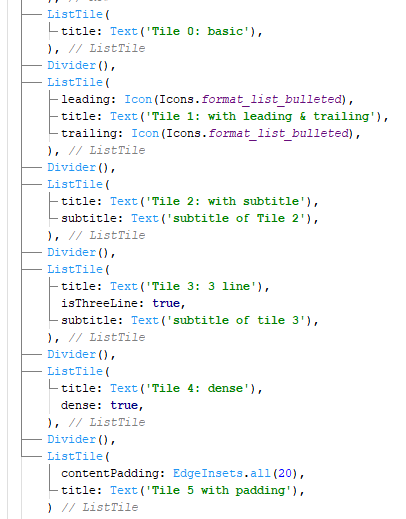 ListTile(
title: Text('Tile 0: basic'),
), // ListTile
Divider(),
ListTile(
leading: Icon(Icons.format_list_bulleted),
title: Text('Tile 1: with leading & trailing'),
trailing: Icon(Icons.format_list_bulleted),
), // ListTile
Divider(),
ListTile(
title: Text('Tile 2: with subtitle'),
subtitle: Text('subtitle of Tile 2'),
), // ListTile
Divider(),
ListTile(
title: Text('Tile 3: 3 line'),
isThreeLine: true,
subtitle: Text('subtitle of tile 3'),
), // ListTile
Divider(),
ListTile(
title: Text('Tile 4: dense'),
dense: true,
), // ListTile
Divider(),
ListTile(
contentPadding: EdgeInsets.all(20),
title: Text('Tile 5 with padding'),
) // ListTile